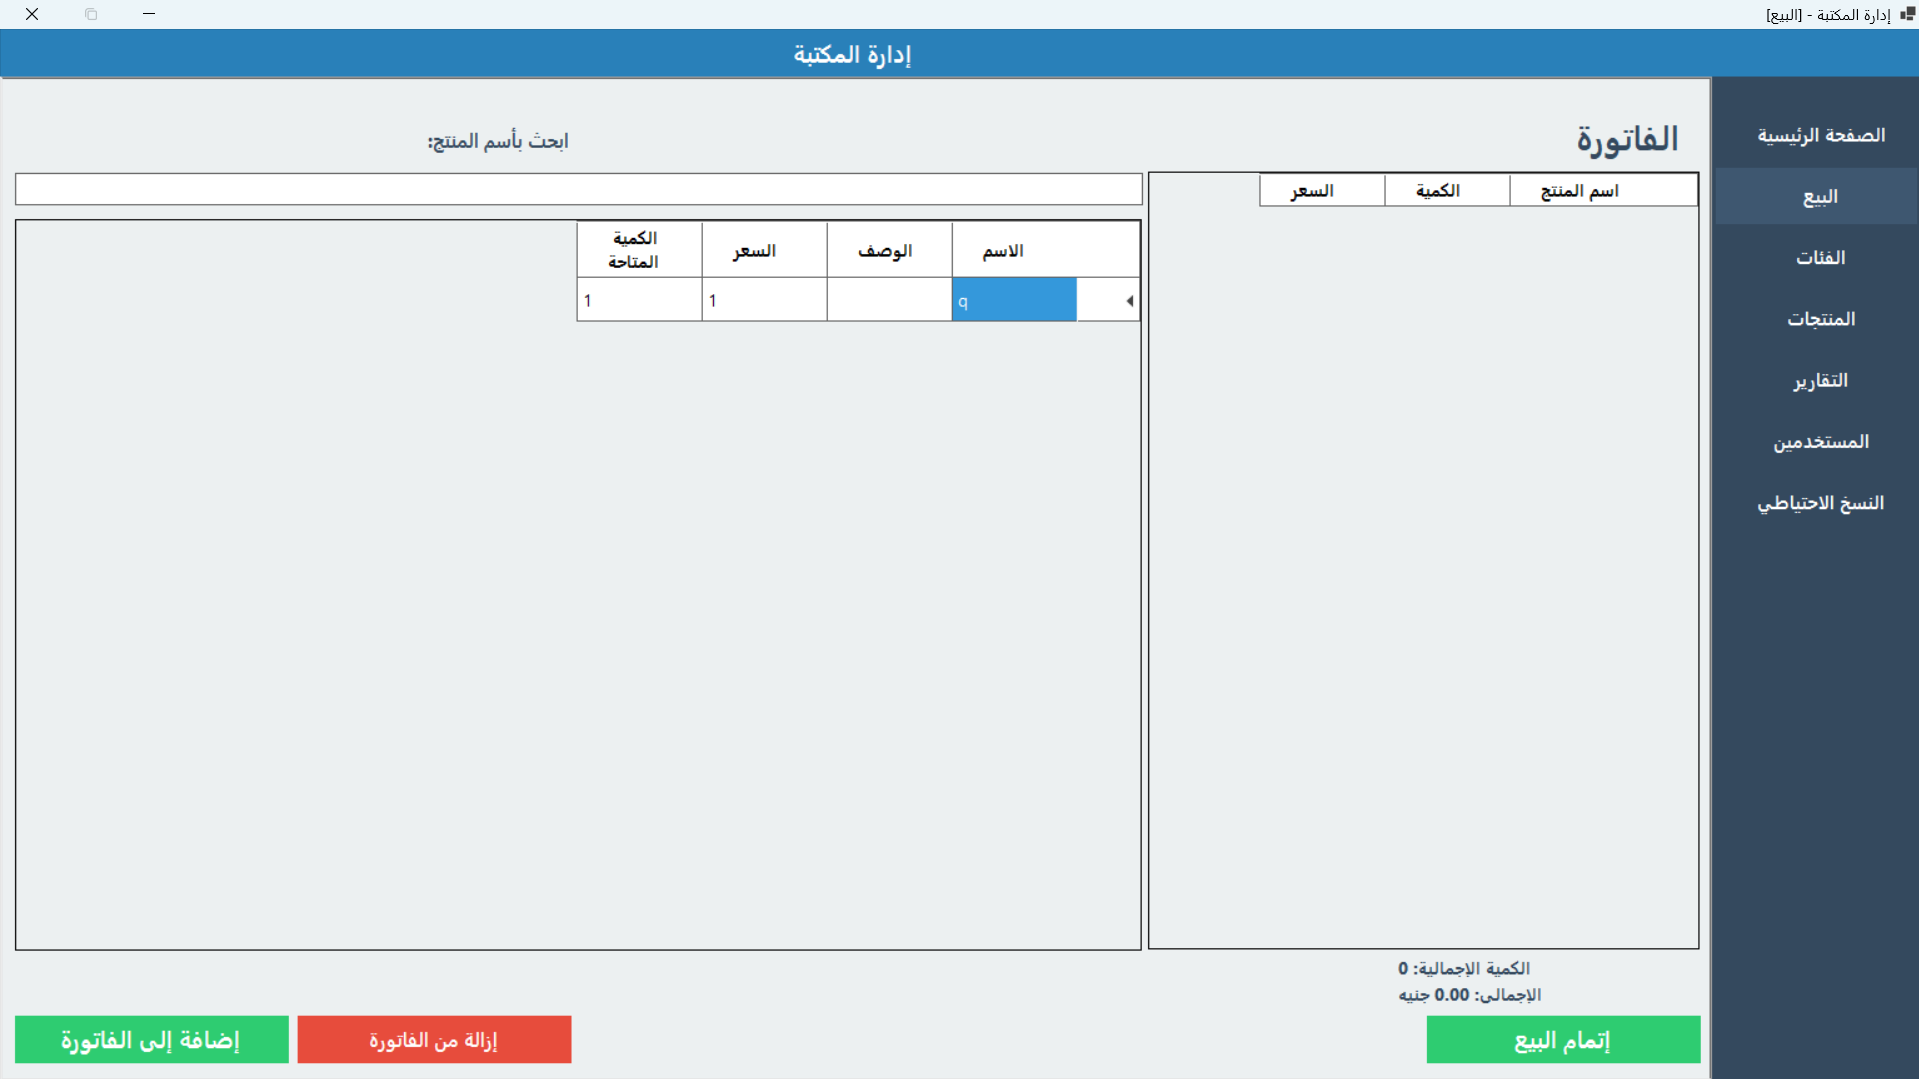 إدارة المكتبة - [البيع]
إدارة المكتبة
الصفحة الرئيسية
البيع
الفئات
المنتجات
التقارير
المستخدمين
النسخ الاحتياطي
الفاتورة
اسم المنتج الكمية السعر
الكمية الإجمالية: 0
الإجمالى: 0.00 جنيه
إتمام البيع
ابحث بأسم المنتج:
الاسم الوصف السعر الكمية
المتاحة
q 1 1
إزالة من الفاتورة
إضافة إلى الفاتورة